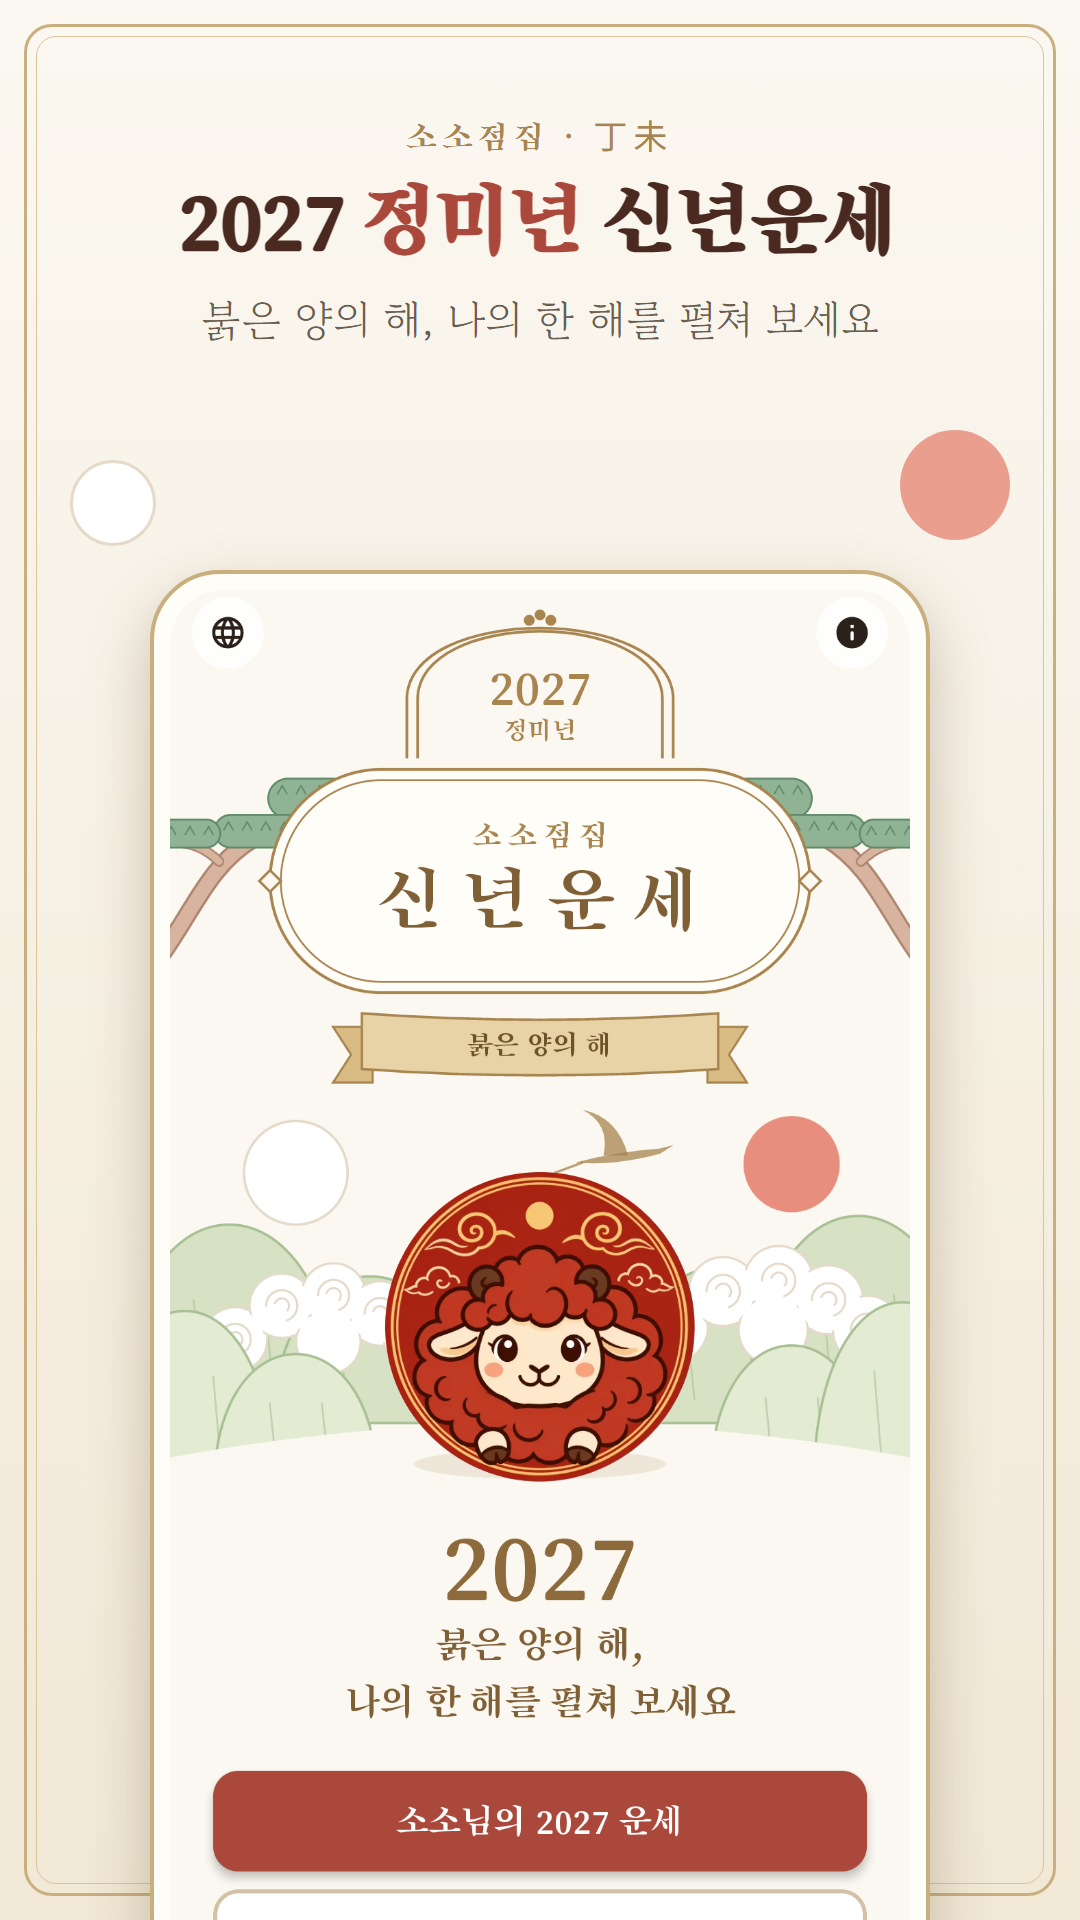 소소점집 · 丁未
2027 정미년 신년운세
붉은 양의 해, 나의 한 해를 펼쳐 보세요
2027
정미년
소소점집
신년운세
붉은 양의 해
2027
붉은 양의 해,
나의 한 해를 펼쳐 보세요
소소님의 2027 운세